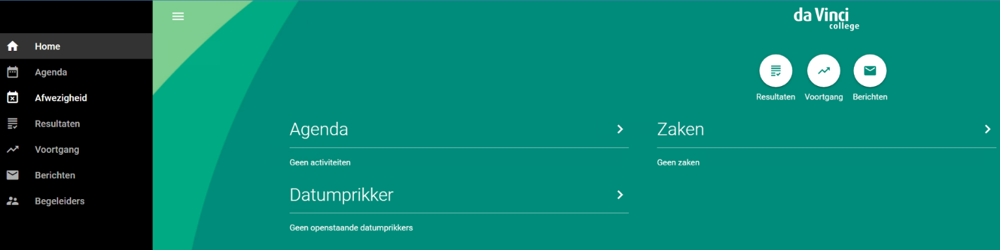 Home
Agenda
Afwezigheid
Resultaten
Voortgang
Berichten
Begeleiders
da Vinci
college
Resultaten Voortgang Berichten
Agenda
Geen activiteiten
Datumprikker
Geen openstaande datumprikkers
Zaken
Geen zaken